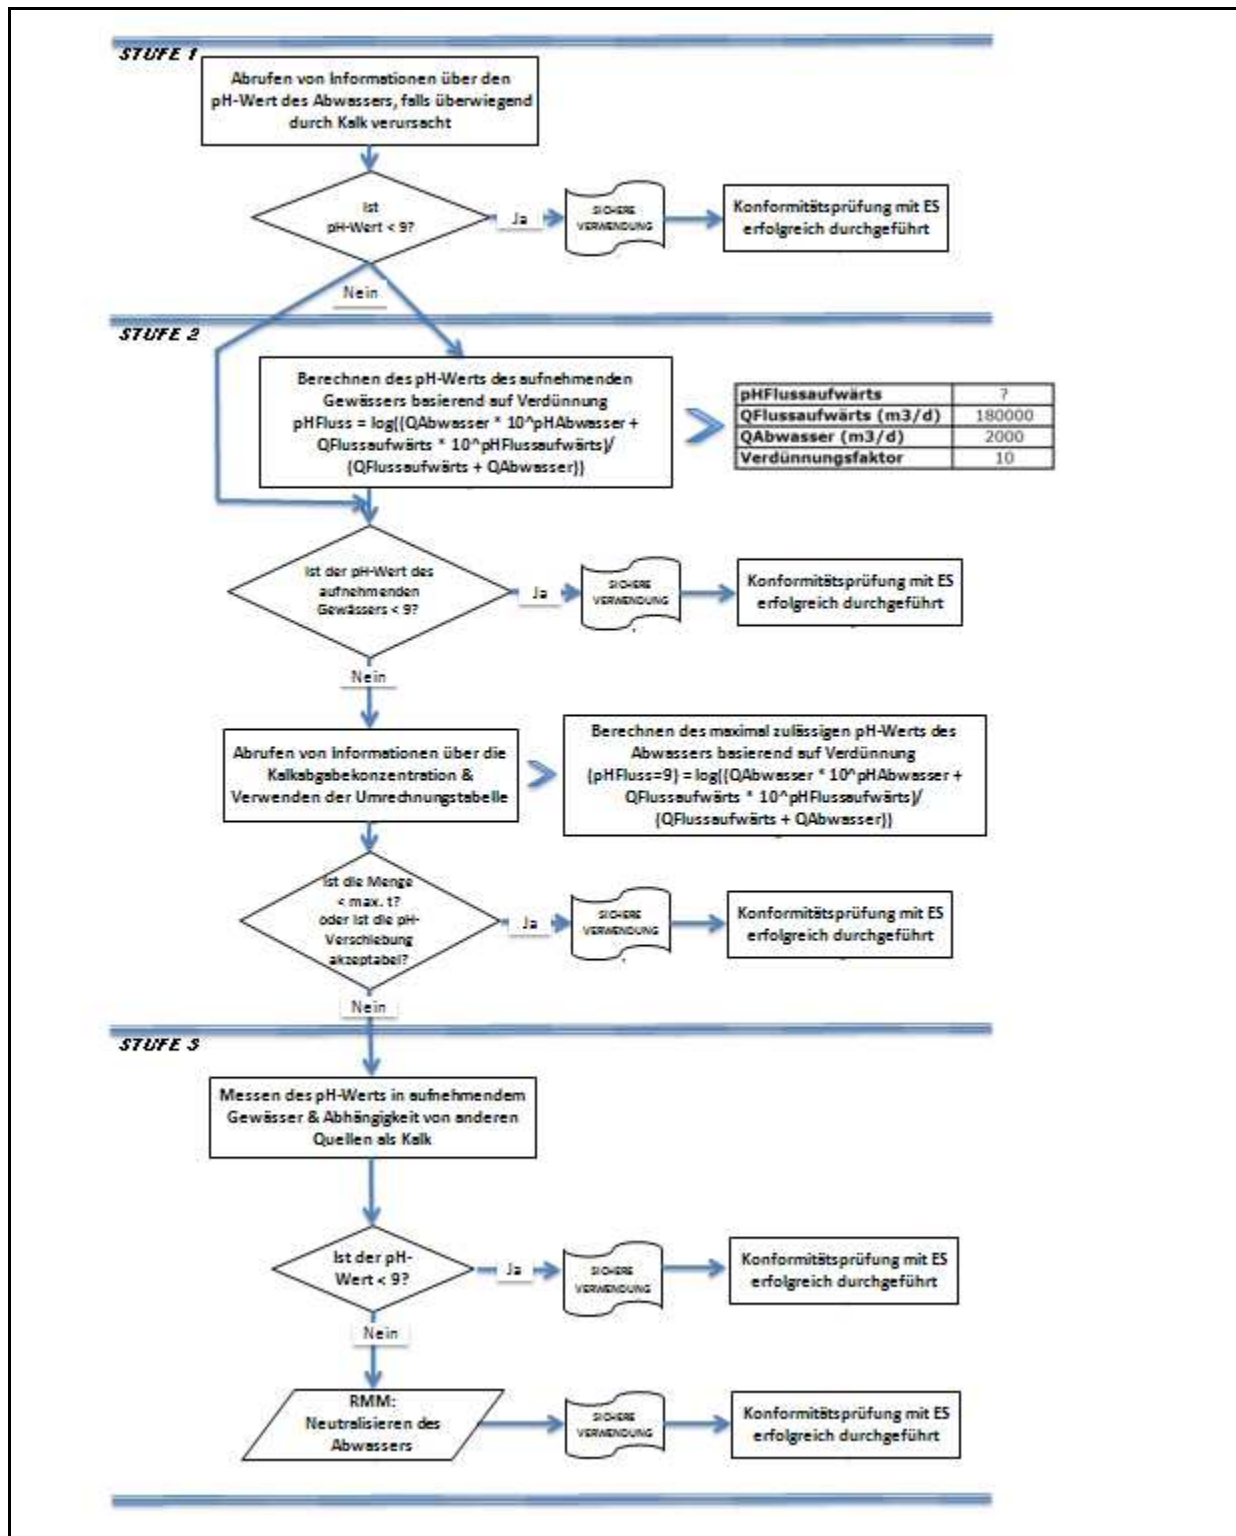 STUFE 1
Abrufen von Informationen über den
pH-Wert des Abwassers, falls überwiegend
durch Kalk verursacht
Ist
pH-Wert < 9?
Ja
SICHERE
VERWENDUNG
Konformitätsprüfung mit ES
erfolgreich durchgeführt
Nein
STUFE 2
Berechnen des pH-Werts des aufnehmenden
Gewässers basierend auf Verdünnung
pHFluss = log((QAbwasser * 10^pHAbwasser +
QFlussaufwärts * 10^pHFlussaufwärts)/
(QFlussaufwärts + QAbwasser))
pHFlussaufwärts ?
QFlussaufwärts (m3/d) 180000
QAbwasser (m3/d) 2000
Verdünnungsfaktor 10
Ist der pH-Wert des
aufnehmenden
Gewässers < 9?
Ja
SICHERE
VERWENDUNG
Konformitätsprüfung mit ES
erfolgreich durchgeführt
Nein
Abrufen von Informationen über die
Kalkabgabekonzentration &
Verwenden der Umrechnungstabelle
Berechnen des maximal zulässigen pH-Werts des
Abwassers basierend auf Verdünnung
(pHFluss=9) = log((QAbwasser * 10^pHAbwasser +
QFlussaufwärts * 10^pHFlussaufwärts)/
(QFlussaufwärts + QAbwasser))
Ist die Menge
< max. t?
oder ist die pH-
Verschiebung
akzeptabel?
Ja
SICHERE
VERWENDUNG
Konformitätsprüfung mit ES
erfolgreich durchgeführt
Nein
STUFE 3
Messen des pH-Werts in aufnehmendem
Gewässer & Abhängigkeit von anderen
Quellen als Kalk
Ist der pH-
Wert < 9?
Ja
SICHERE
VERWENDUNG
Konformitätsprüfung mit ES
erfolgreich durchgeführt
Nein
RMM:
Neutralisieren des
Abwassers
SICHERE
VERWENDUNG
Konformitätsprüfung mit ES
erfolgreich durchgeführt